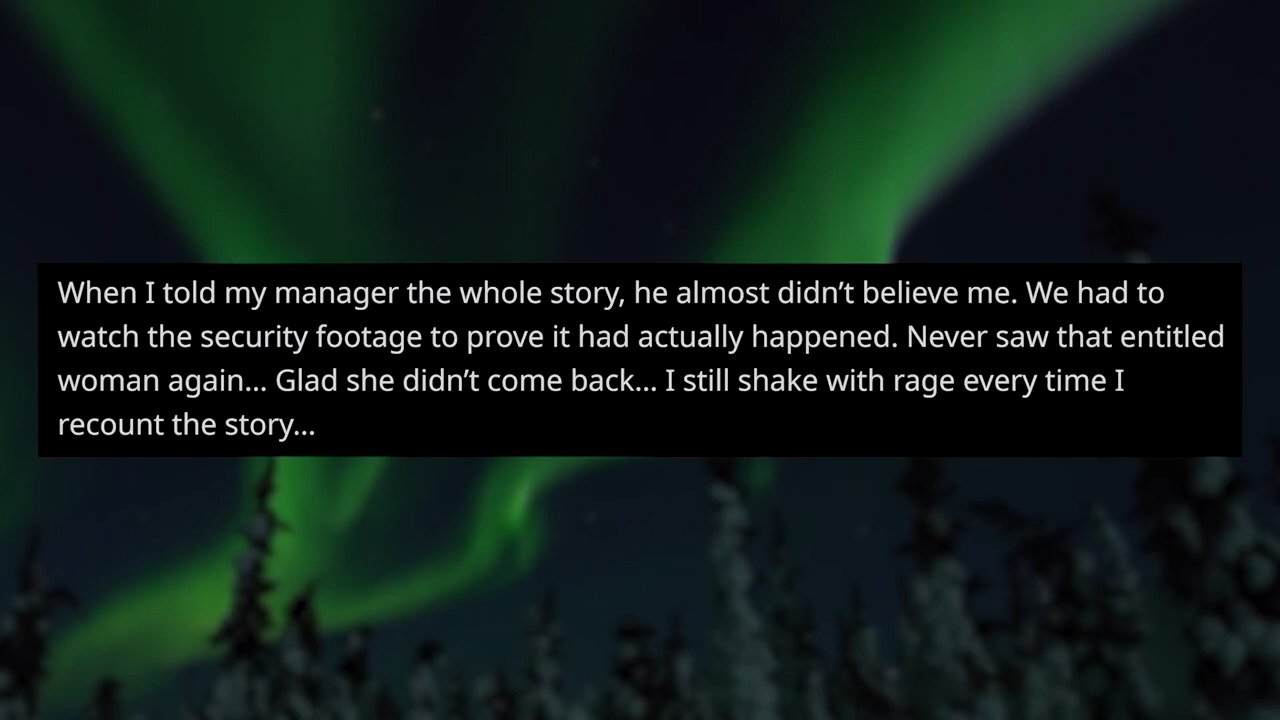 When I told my manager the whole story, he almost didn’t believe me. We had to
watch the security footage to prove it had actually happened. Never saw that entitled
woman again... Glad she didn’t come back... I still shake with rage every time I
recount the story...